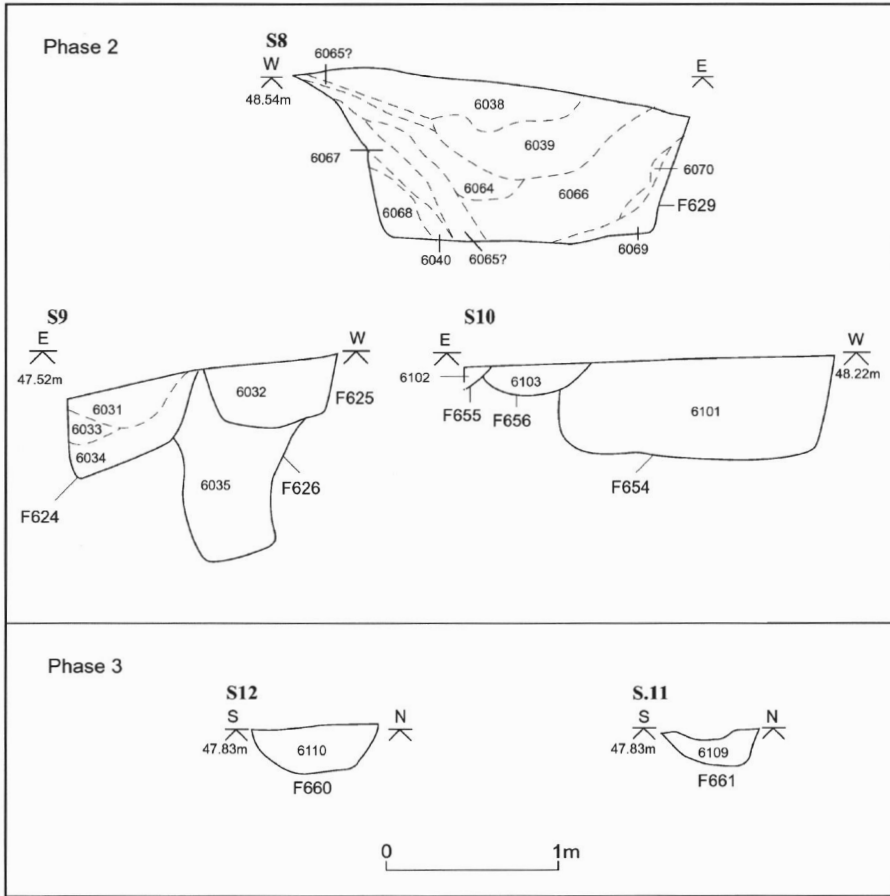 Phase 2
S8
W
E
6065?
48.54m
6038
6039
6067
6070
6064
6066
6068
F629
6040
6065?
6069
S9
E
W
47.52m
6031
6032
F625
6033
6034
6035
F626
F624
S10
E
W
6102
6103
48.22m
F655
F656
6101
F654
Phase 3
S12
S
N
47.83m
6110
F660
S.11
S
N
47.83m
6109
F661
0
1m